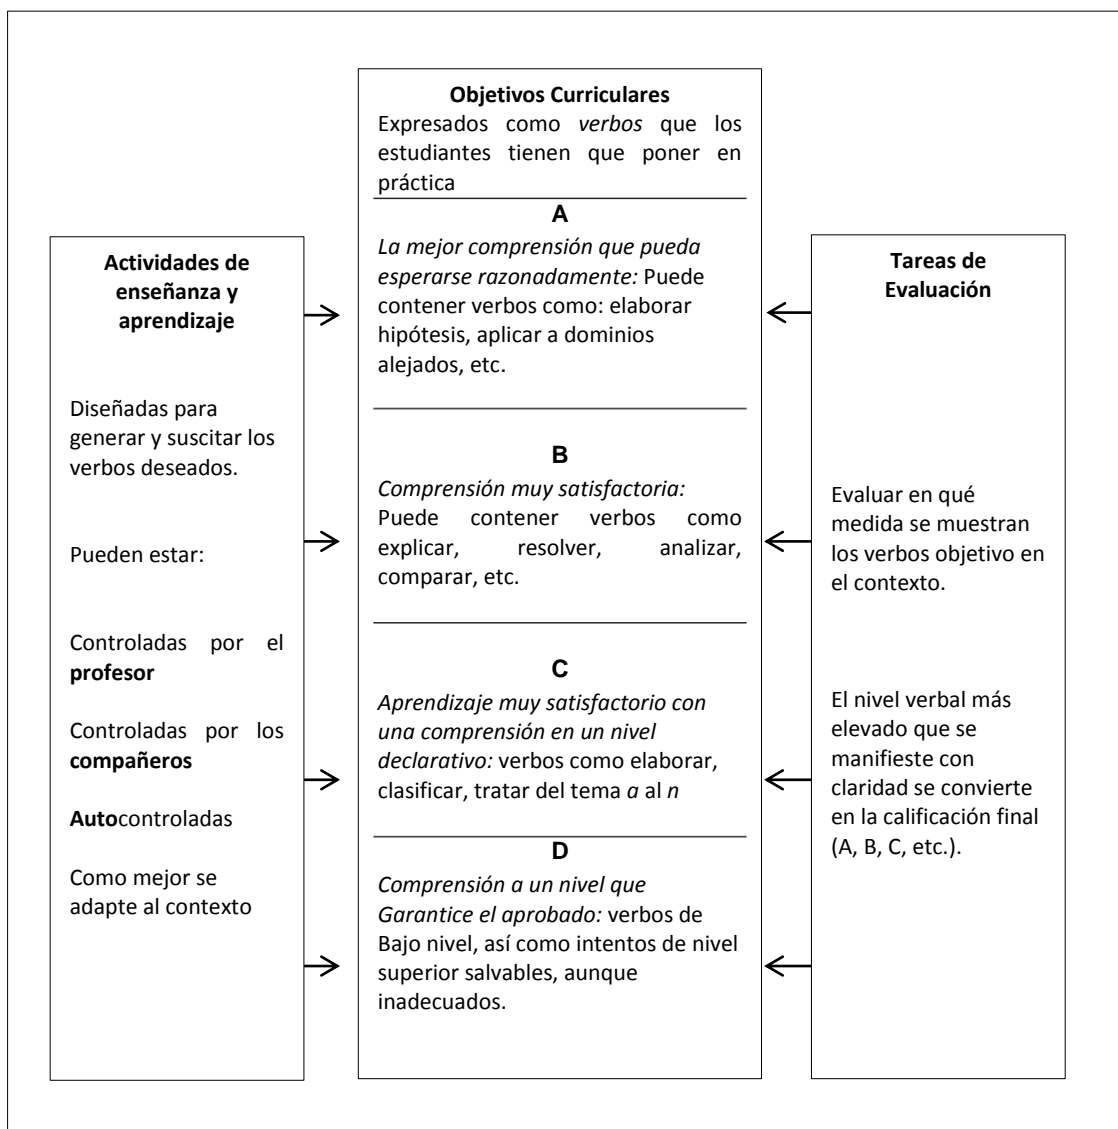 Objetivos Curriculares
Expresados como verbos que los
estudiantes tienen que poner en
práctica
A
La mejor comprensión que pueda
esperarse razonadamente: Puede
contener verbos como: elaborar
hipótesis, aplicar a dominios
alejados, etc.
B
Comprensión muy satisfactoria:
Puede contener verbos como
explicar, resolver, analizar,
comparar, etc.
C
Aprendizaje muy satisfactorio con
una comprensión en un nivel
declarativo: verbos como elaborar,
clasificar, tratar del tema a al n
D
Comprensión a un nivel que
Garantice el aprobado: verbos de
Bajo nivel, así como intentos de nivel
superior salvables, aunque
inadecuados.
Actividades de
enseñanza y
aprendizaje
Diseñadas para
generar y suscitar los
verbos deseados.
Pueden estar:
Controladas por el
profesor
Controladas por los
compañeros
Autocontroladas
Como mejor se
adapte al contexto
Tareas de
Evaluación
Evaluar en qué
medida se muestran
los verbos objetivo en
el contexto.
El nivel verbal más
elevado que se
manifieste con
claridad se convierte
en la calificación final
(A, B, C, etc.).